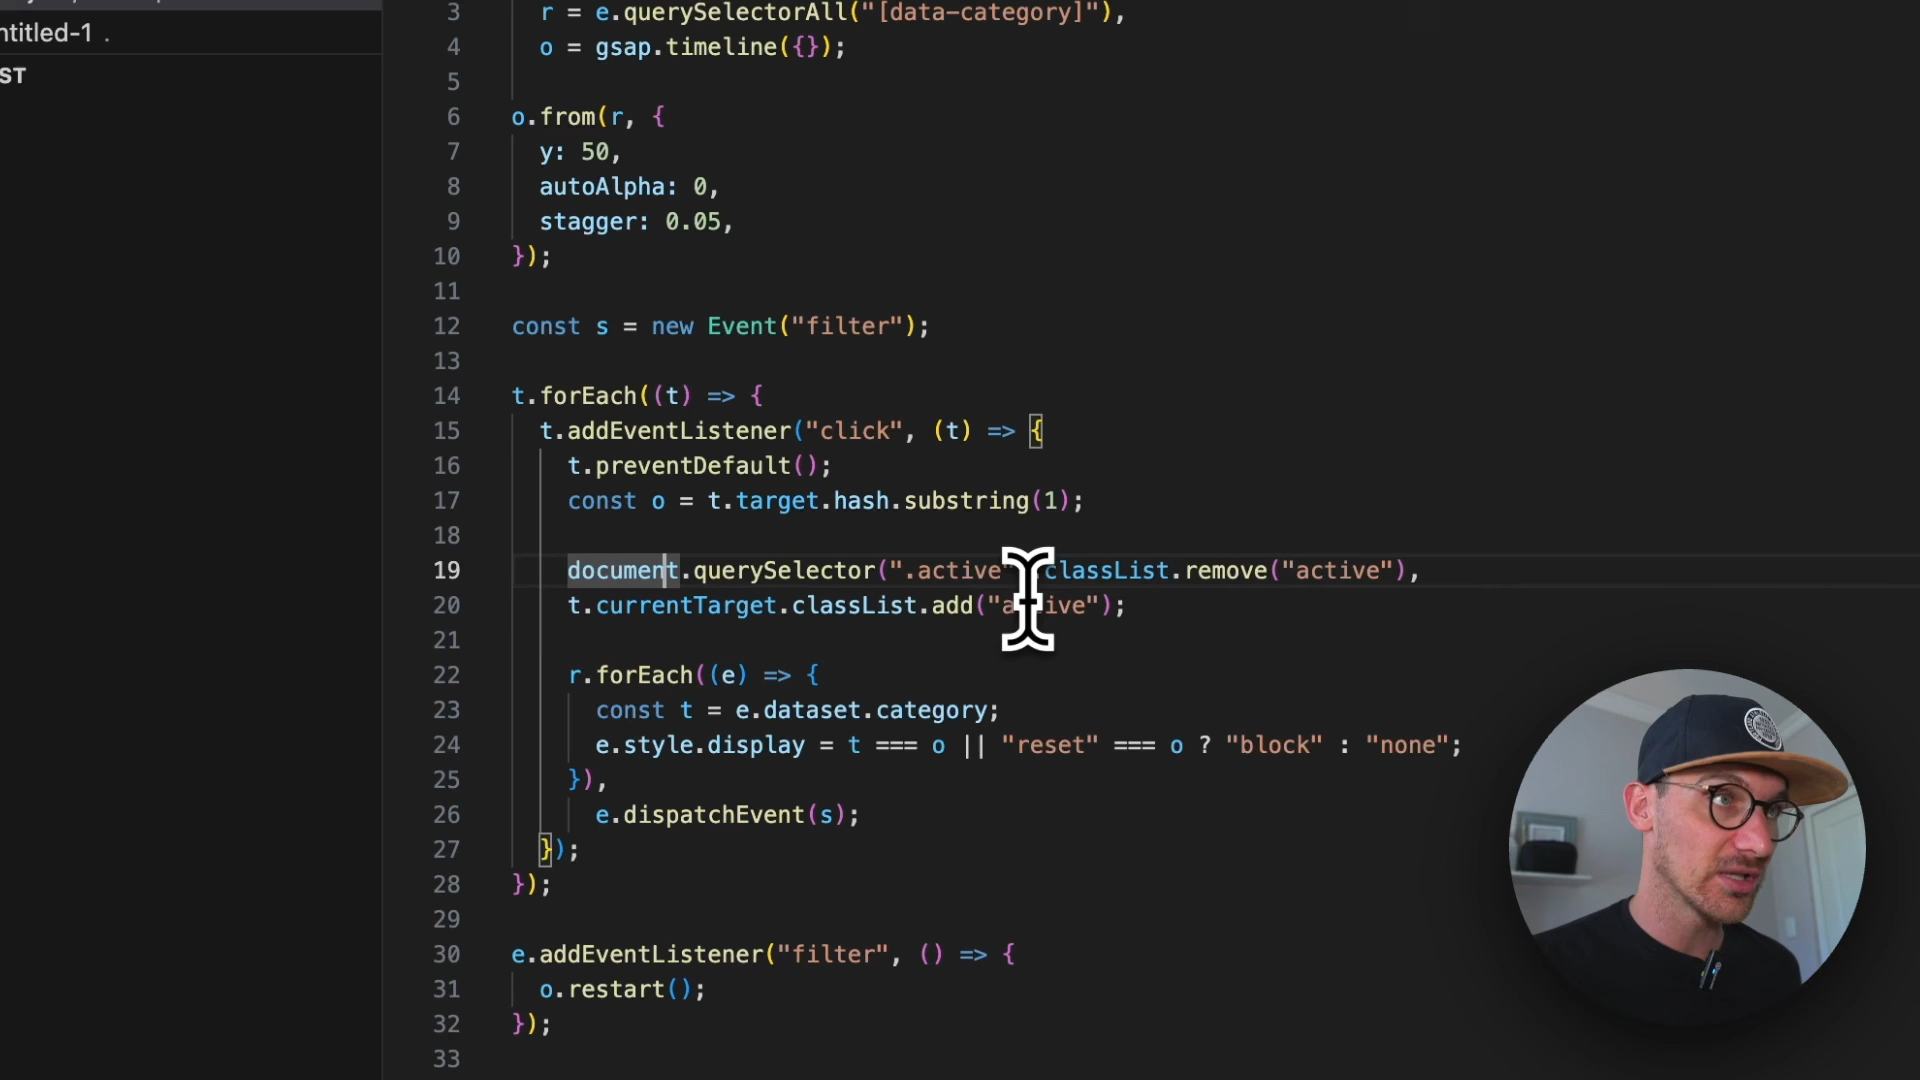 ntitled-1 .
ST
3 r = e.querySelectorAll("[data-category]"),
4 o = gsap.timeline({});
5
6 o.from(r, {
7 y: 50,
8 autoAlpha: 0,
9 stagger: 0.05,
10 });
11
12 const s = new Event("filter");
13
14 t.forEach((t) => {
15 t.addEventListener("click", (t) => {
16 t.preventDefault();
17 const o = t.target.hash.substring(1);
18
19 document.querySelector(".active" classList.remove("active"),
20 t.currentTarget.classList.add("active");
21
22 r.forEach((e) => {
23 const t = e.dataset.category;
24 e.style.display = t === o || "reset" === o ? "block" : "none";
25 }),
26 e.dispatchEvent(s);
27 });
28 });
29
30 e.addEventListener("filter", () => {
31 o.restart();
32 });
33